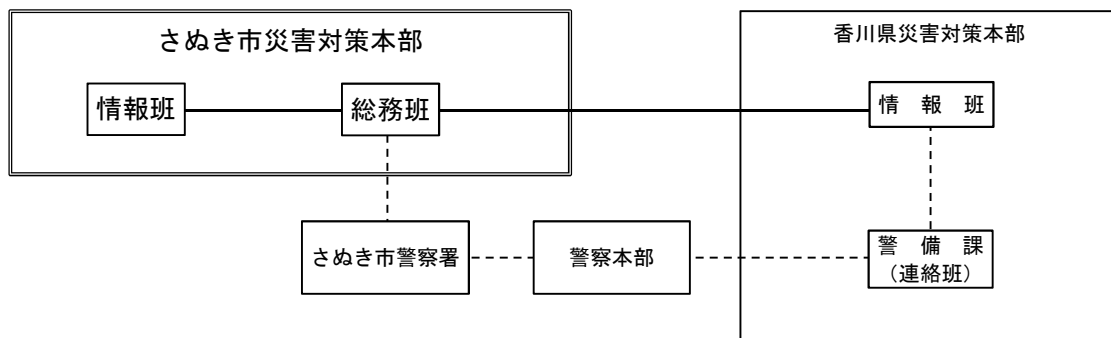 さぬき市災害対策本部
香川県災害対策本部
情報班
総務班
情 報 班
さぬき市警察署
警察本部
警 備 課
（連絡班）